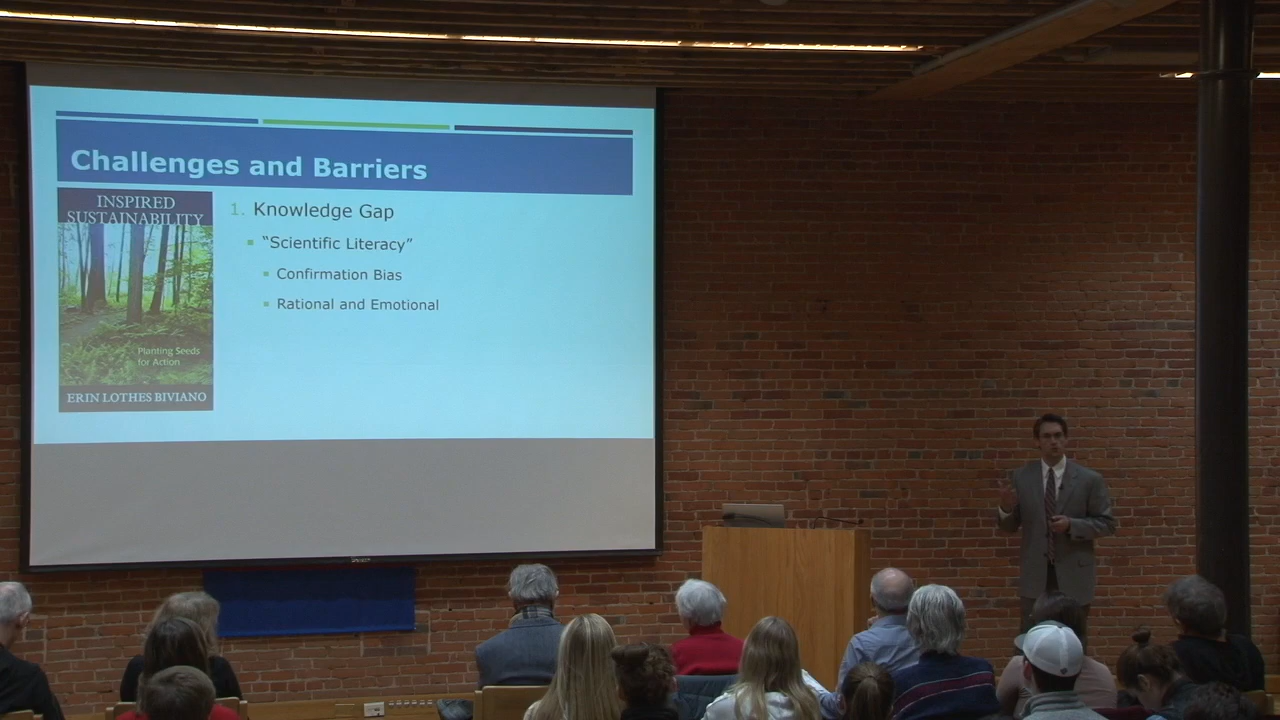 Challenges and Barriers
INSPIRED
SUSTAINABILITY
Planting Seeds
for Action
ERIN LOTHES BIVIANO
1. Knowledge Gap
“Scientific Literacy”
Confirmation Bias
Rational and Emotional